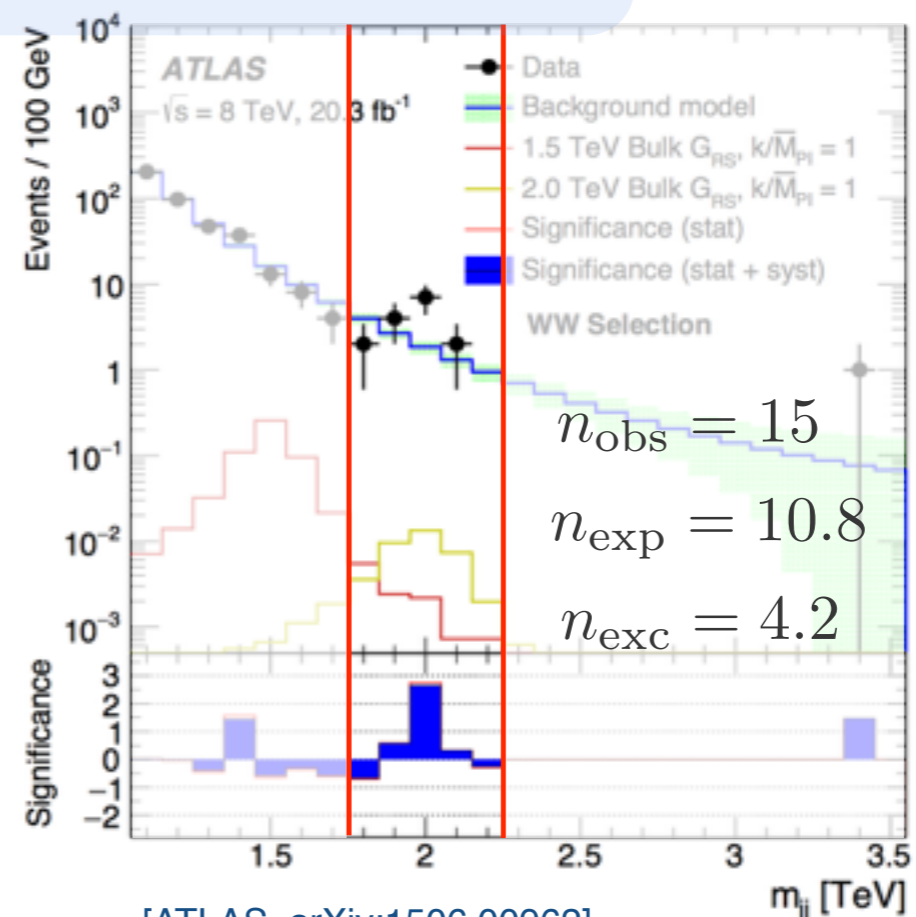 10⁴
ATLAS
√s = 8 TeV, 20.3 fb⁻¹
Data
Background model
1.5 TeV Bulk G_RS, k/M̅_Pl = 1
2.0 TeV Bulk G_RS, k/M̅_Pl = 1
Significance (stat)
Significance (stat + syst)
WW Selection
Events / 100 GeV
10³
10²
10
1
10⁻¹
10⁻²
10⁻³
n_obs = 15
n_exp = 10.8
n_exc = 4.2
Significance
3
2
1
0
−1
−2
1.5 2 2.5 3 3.5
m_jj [TeV]